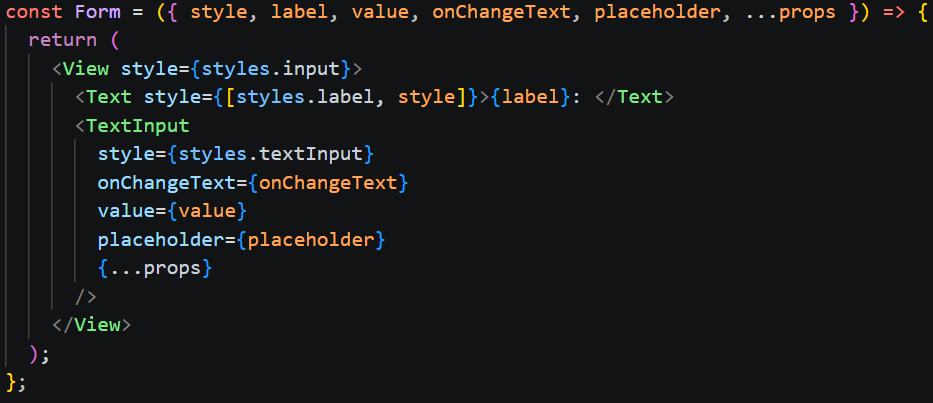 const Form = ({ style, label, value, onChangeText, placeholder, ...props }) => {
  return (
    <View style={styles.input}>
      <Text style={[styles.label, style]}>{label}: </Text>
      <TextInput
        style={styles.textInput}
        onChangeText={onChangeText}
        value={value}
        placeholder={placeholder}
        {...props}
      />
    </View>
  );
};